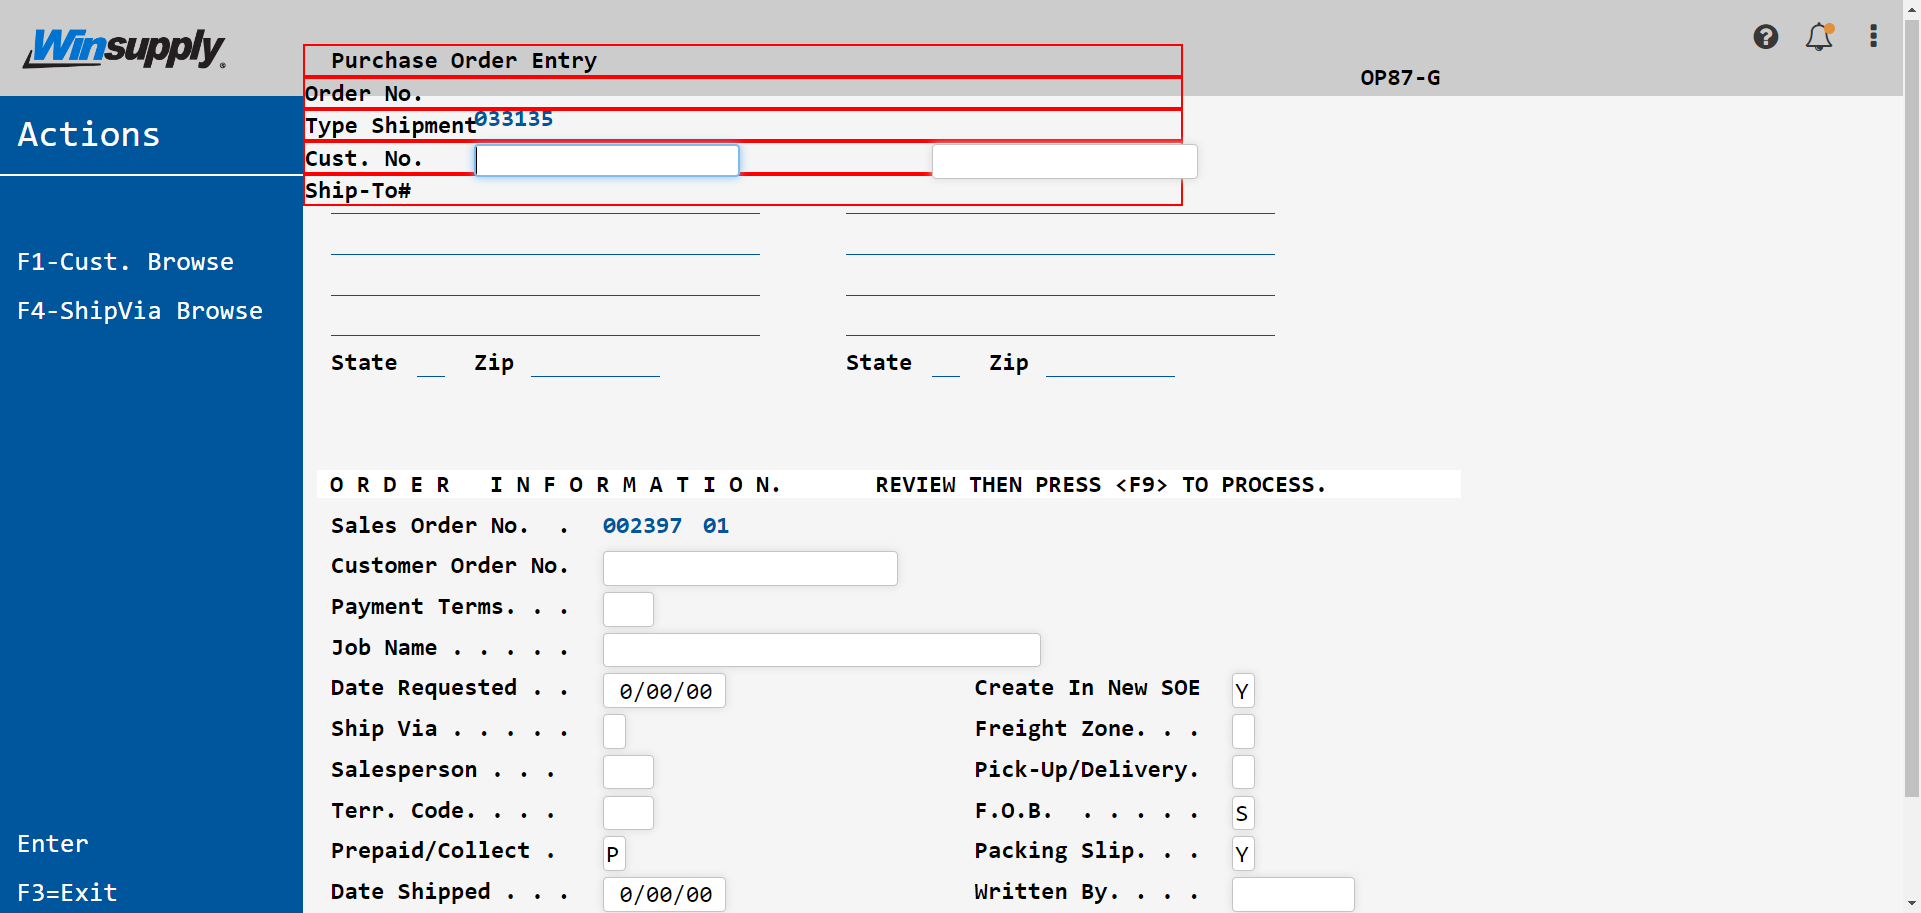 Winsupply®
Purchase Order Entry
OP87-G
Order No.
033135
Type Shipment
Cust. No.
Ship-To#
Actions
F1-Cust. Browse
F4-ShipVia Browse
State Zip State Zip
O R D E R I N F O R M A T I O N. REVIEW THEN PRESS <F9> TO PROCESS.
Sales Order No. . 002397 01
Customer Order No.
Payment Terms. . .
Job Name . . . . .
Date Requested . . 0/00/00 Create In New SOE Y
Ship Via . . . . . Freight Zone. . .
Salesperson . . . Pick-Up/Delivery.
Terr. Code. . . . F.O.B. . . . . . S
Prepaid/Collect . P Packing Slip. . . Y
Date Shipped . . . 0/00/00 Written By. . . .
Enter
F3=Exit